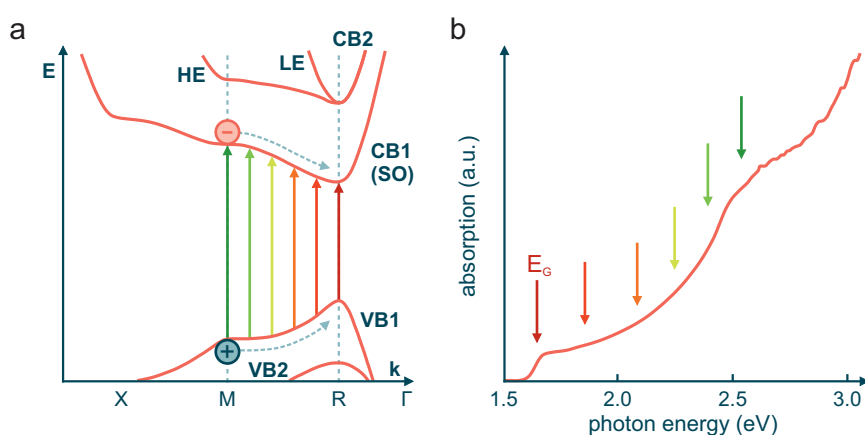 a
E
HE
LE
CB2
−
CB1
(SO)
VB1
+
VB2
k
X
M
R
Γ
b
absorption (a.u.)
E_G
1.5
2.0
2.5
3.0
photon energy (eV)